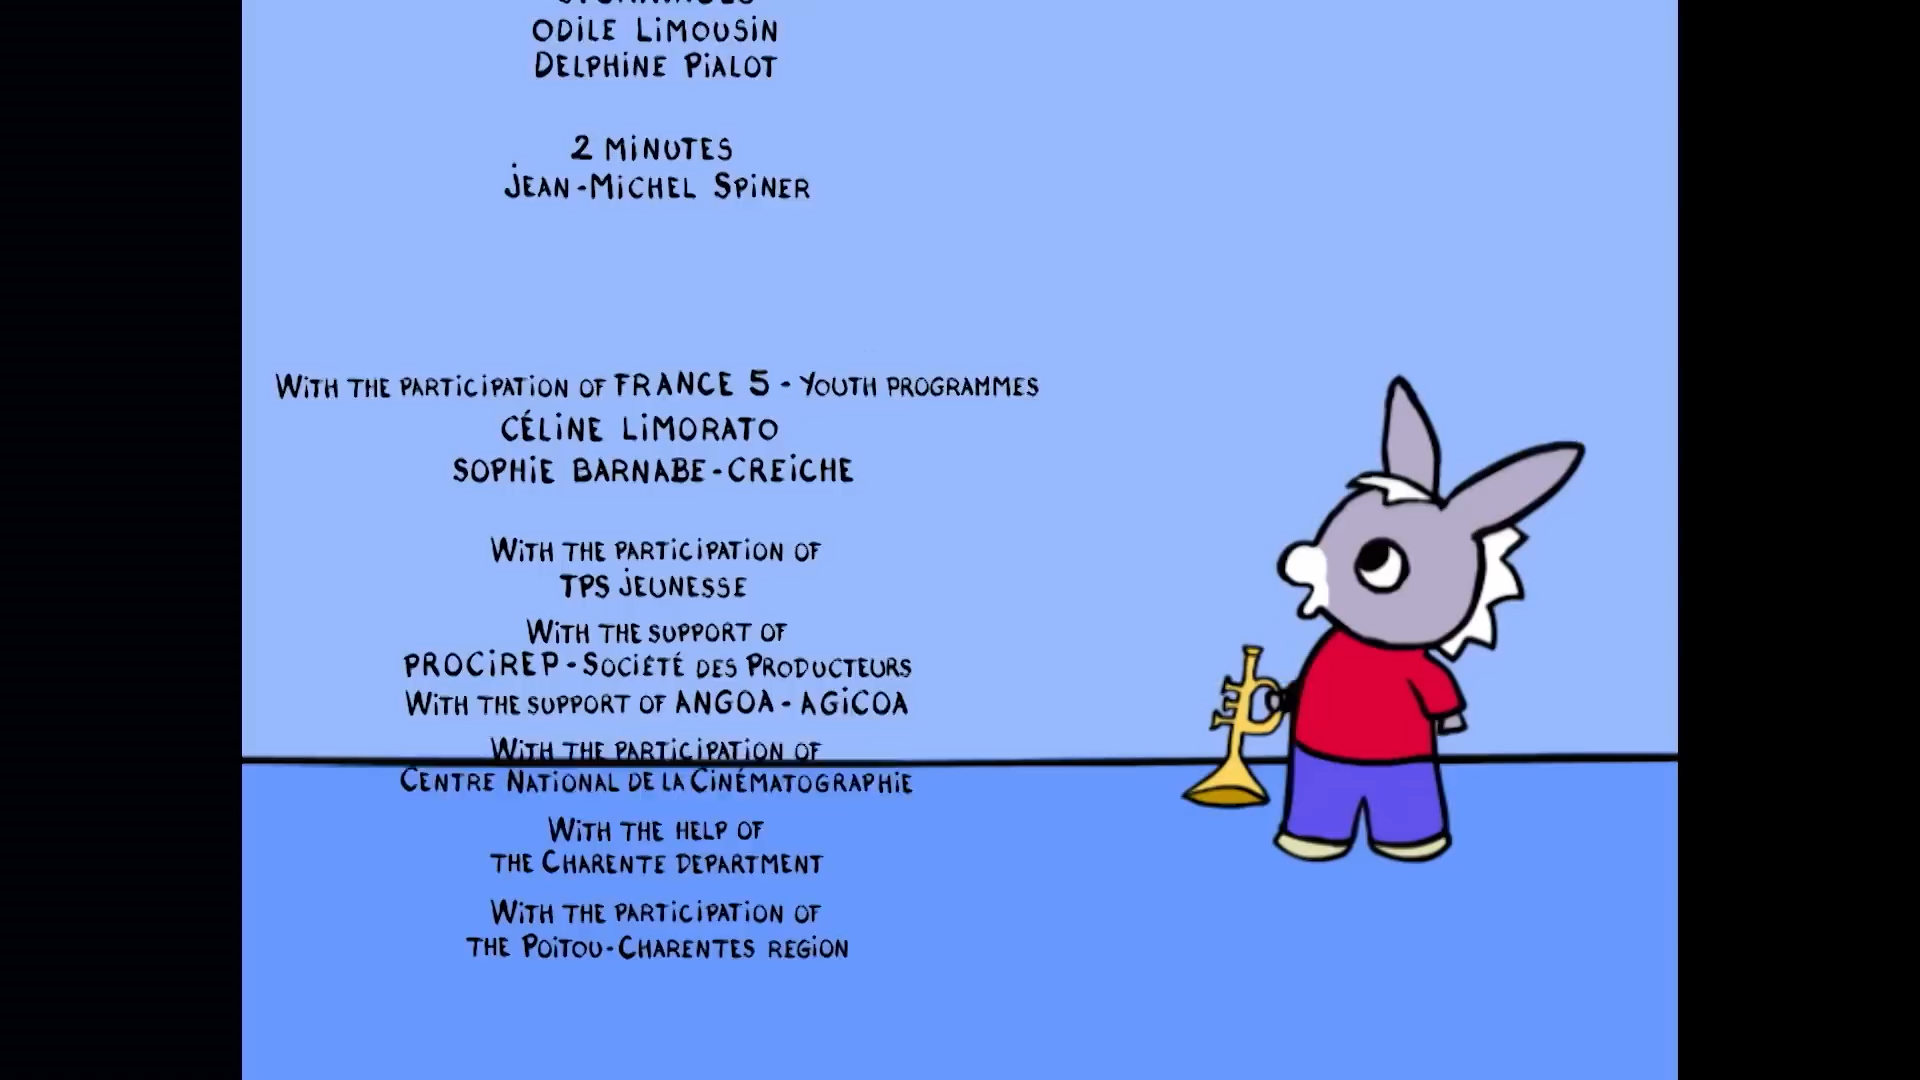 ODiLE LiMOUSiN
DELPHiNE PiALOT
2 MiNUTES
jEAN-MiCHEL SPiNER
WiTH THE PARTiCiPATiON OF FRANCE 5 - YOUTH PROGRAMMES
CÉLiNE LiMORATO
SOPHiE BARNABE-CREiCHE
WiTH THE PARTiCiPATiON OF
TPS jEUNESSE
WiTH THE SUPPORT OF
PROCiREP - SOCiÉTÉ DES PRODUCTEURS
WiTH THE SUPPORT OF ANGOA - AGiCOA
WiTH THE PARTiCiPATiON OF
CENTRE NATiONAL DE LA CiNÉMATOGRAPHiE
WiTH THE HELP OF
THE CHARENTE DEPARTMENT
WiTH THE PARTiCiPATiON OF
THE POiTOU-CHARENTES REGiON